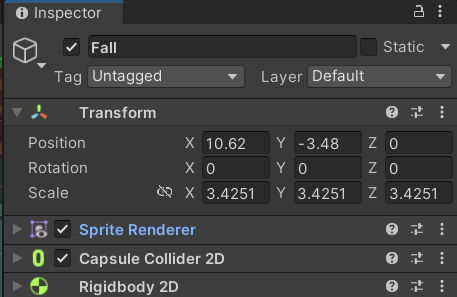 Inspector
Fall Static
Tag Untagged Layer Default
Transform
Position X 10.62 Y -3.48 Z 0
Rotation X 0 Y 0 Z 0
Scale X 3.4251 Y 3.4251 Z 3.4251
Sprite Renderer
Capsule Collider 2D
Rigidbody 2D